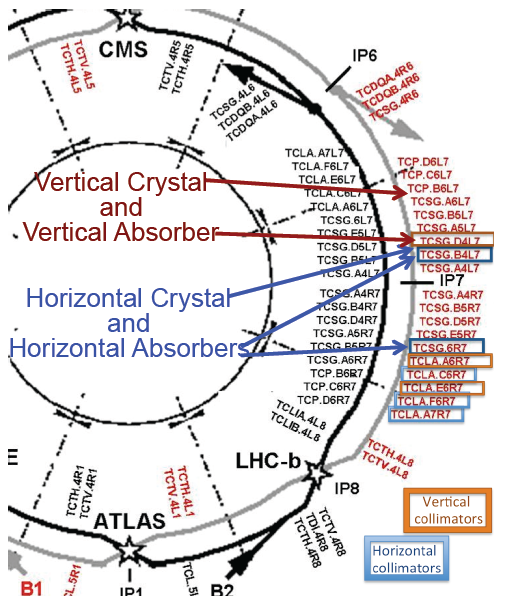 CMS
TCTV.4L5
TCTH.4L5
TCTV.4R5
TCTH.4R5
TCSG.4L6
TCDQB.4L6
TCDQA.4L6
IP6
TCDQA.4R6
TCDQB.4R6
TCSG.4R6
TCLA.A7L7
TCLA.F6L7
TCLA.E6L7
TCLA.C6L7
TCLA.A6L7
TCSG.6L7
TCSG.E5L7
TCSG.D5L7
TCSG.B5L7
TCSG.A4L7
TCP.D6L7
TCP.C6L7
TCP.B6L7
TCSG.A6L7
TCSG.B5L7
TCSG.A5L7
TCSG.D4L7
TCSG.B4L7
TCSG.A4L7
Vertical Crystal
and
Vertical Absorber
IP7
Horizontal Crystal
and
Horizontal Absorbers
TCSG.A4R7
TCSG.B4R7
TCSG.D4R7
TCSG.A5R7
TCSG.B5R7
TCSG.A6R7
TCP.B6R7
TCP.C6R7
TCP.D6R7
TCSG.A4R7
TCSG.B5R7
TCSG.D5R7
TCSG.E5R7
TCSG.6R7
TCLA.A6R7
TCLA.C6R7
TCLA.E6R7
TCLA.F6R7
TCLA.A7R7
TCLIA.4L8
TCLIB.4L8
TCTH.4L8
TCTV.4L8
LHC-b
IP8
E
TCTH.4R1
TCTV.4R1
TCTH.4L1
TCTV.4L1
ATLAS
TCTV.4R8
TDI.4R8
TCTH.4R8
Vertical
collimators
Horizontal
collimators
B1
IP1
B2